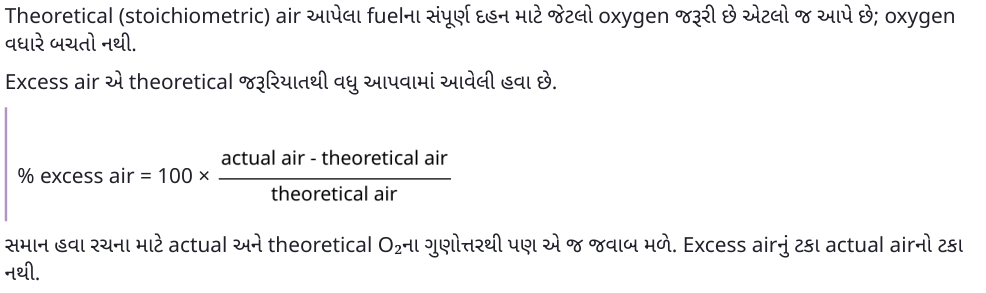 Theoretical (stoichiometric) air આપેલા fuelના સંપૂર્ણ દહન માટે જેટલો oxygen જરૂરી છે એટલો જ આપે છે; oxygen
વધારે બચતો નથી.
Excess air એ theoretical જરૂરિયાતથી વધુ આપવામાં આવેલી હવા છે.
% excess air = 100 × (actual air - theoretical air) / (theoretical air)
સમાન હવા રચના માટે actual અને theoretical O₂ના ગુણોત્તરથી પણ એ જ જવાબ મળે. Excess airનું ટકા actual airનો ટકા
નથી.